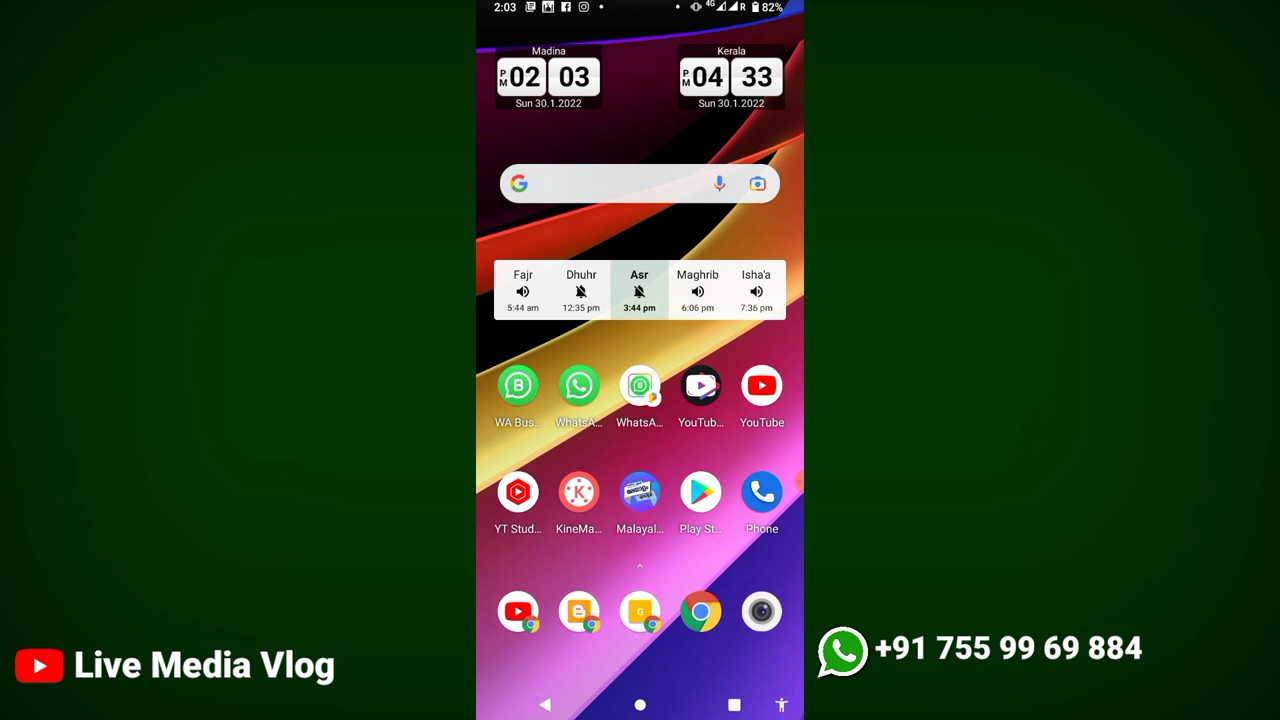 2:03
4G
R
82%
Madina
Kerala
PM 02 03
PM 04 33
Sun 30.1.2022
Sun 30.1.2022
Fajr
Dhuhr
Asr
Maghrib
Isha'a
5:44 am
12:35 pm
3:44 pm
6:06 pm
7:36 pm
WA Bus...
WhatsA...
WhatsA...
YouTub...
YouTube
YT Stud...
KineMa...
Malayal...
Play St...
Phone
Live Media Vlog
+91 755 99 69 884